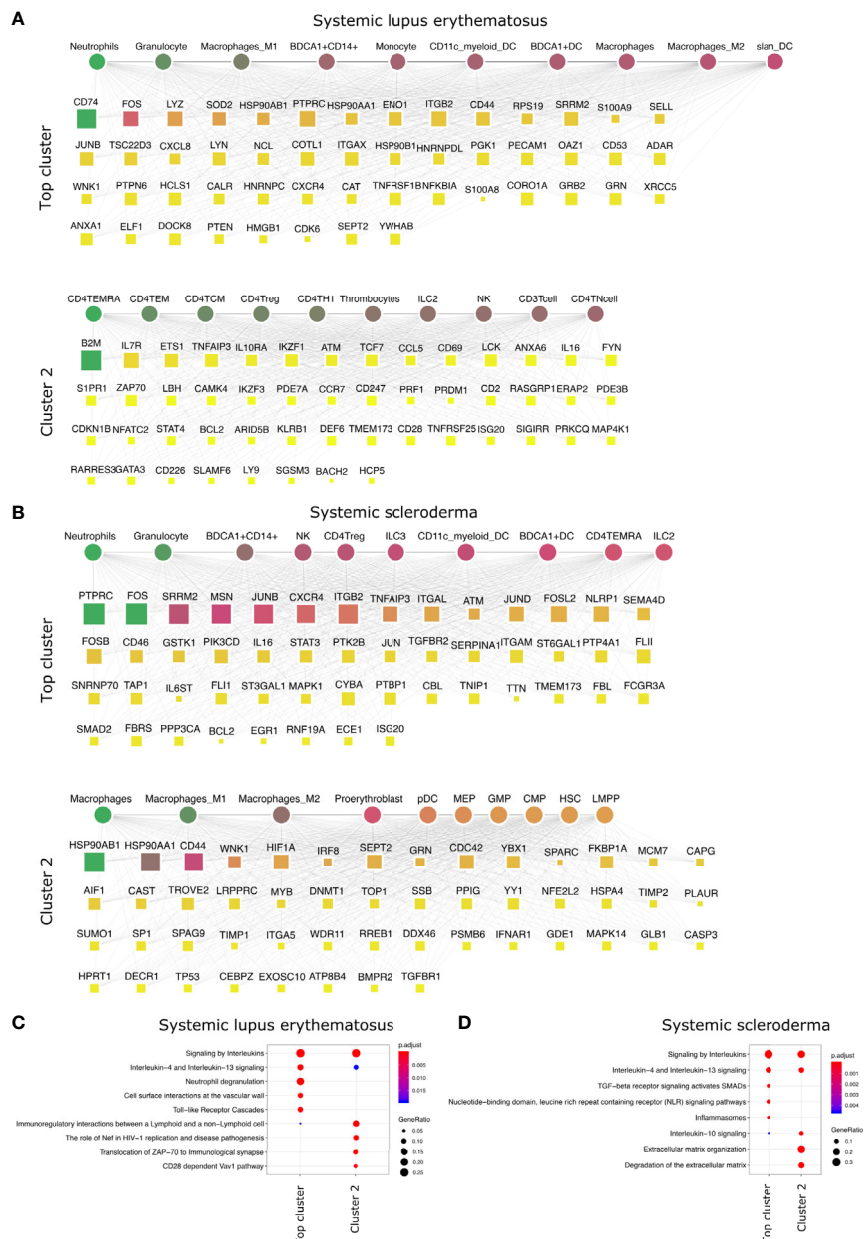 A
Systemic lupus erythematosus
Neutrophils Granulocyte Macrophages_M1 BDCA1+CD14+ Monocyte CD11c_myeloid_DC BDCA1+DC Macrophages Macrophages_M2 slan_DC
Top cluster
CD74 FOS LYZ SOD2 HSP90AB1 PTPRC HSP90AA1 ENO1 ITGB2 CD44 RPS19 SRRM2 S100A9 SELL
JUNB TSC22D3 CXCL8 LYN NCL COTL1 ITGAX HSP90B1 HNRNPDL PGK1 PECAM1 OAZ1 CD53 ADAR
WNK1 PTPN6 HCLS1 CALR HNRNPC CXCR4 CAT TNFRSF1B NFKBIA S100A8 CORO1A GRB2 GRN XRCC5
ANXA1 ELF1 DOCK8 PTEN HMGB1 CDK6 SEPT2 YWHAB
Cluster 2
CD4TEMRA CD4TEM CD4TCM CD4Treg CD4TH1 Thrombocytes ILC2 NK CD3Tcell CD4TNcell
B2M IL7R ETS1 TNFAIP3 IL10RA IKZF1 ATM TCF7 CCL5 CD69 LCK ANXA6 IL16 FYN
S1PR1 ZAP70 LBH CAMK4 IKZF3 PDE7A CCR7 CD247 PRF1 PRDM1 CD2 RASGRP1 ERAP2 PDE3B
CDKN1B NFATC2 STAT4 BCL2 ARID5B KLRB1 DEF6 TMEM173 CD28 TNFRSF25 ISG20 SIGIRR PRKCQ MAP4K1
RARRES3 GATA3 CD226 SLAMF6 LY9 SGSM3 BACH2 HCP5
B
Systemic scleroderma
Neutrophils Granulocyte BDCA1+CD14+ NK CD4Treg ILC3 CD11c_myeloid_DC BDCA1+DC CD4TEMRA ILC2
Top cluster
PTPRC FOS SRRM2 MSN JUNB CXCR4 ITGB2 TNFAIP3 ITGAL ATM JUND FOSL2 NLRP1 SEMA4D
FOSB CD46 GSTK1 PIK3CD IL16 STAT3 PTK2B JUN TGFBR2 SERPINA1 ITGAM ST6GAL1 PTP4A1 FLII
SNRNP70 TAP1 IL6ST FLI1 ST3GAL1 MAPK1 CYBA PTBP1 CBL TNIP1 TTN TMEM173 FBL FCGR3A
SMAD2 FBRS PPP3CA BCL2 EGR1 RNF19A ECE1 ISG20
Cluster 2
Macrophages Macrophages_M1 Macrophages_M2 Proerythroblast pDC MEP GMP CMP HSC LMPP
HSP90AB1 HSP90AA1 CD44 WNK1 HIF1A IRF8 SEPT2 GRN CDC42 YBX1 SPARC FKBP1A MCM7 CAPG
AIF1 CAST TROVE2 LRPPRC MYB DNMT1 TOP1 SSB PPIG YY1 NFE2L2 HSPA4 TIMP2 PLAUR
SUMO1 SP1 SPAG9 TIMP1 ITGA5 WDR11 RREB1 DDX46 PSMB6 IFNAR1 GDE1 MAPK14 GLB1 CASP3
HPRT1 DECR1 TP53 CEBPZ EXOSC10 ATP8B4 BMPR2 TGFBR1
C
Systemic lupus erythematosus
Signaling by Interleukins
Interleukin-4 and Interleukin-13 signaling
Neutrophil degranulation
Cell surface interactions at the vascular wall
Toll-like Receptor Cascades
Immunoregulatory interactions between a Lymphoid and a non-Lymphoid cell
The role of Nef in HIV-1 replication and disease pathogenesis
Translocation of ZAP-70 to Immunological synapse
CD28 dependent Vav1 pathway
Top cluster
Cluster 2
p.adjust
0.005
0.010
0.015
GeneRatio
0.05
0.10
0.15
0.20
0.25
D
Systemic scleroderma
Signaling by Interleukins
Interleukin-4 and Interleukin-13 signaling
TGF-beta receptor signaling activates SMADs
Nucleotide-binding domain, leucine rich repeat containing receptor (NLR) signaling pathways
Inflammasomes
Interleukin-10 signaling
Extracellular matrix organization
Degradation of the extracellular matrix
Top cluster
Cluster 2
p.adjust
0.001
0.002
0.003
0.004
GeneRatio
0.1
0.2
0.3